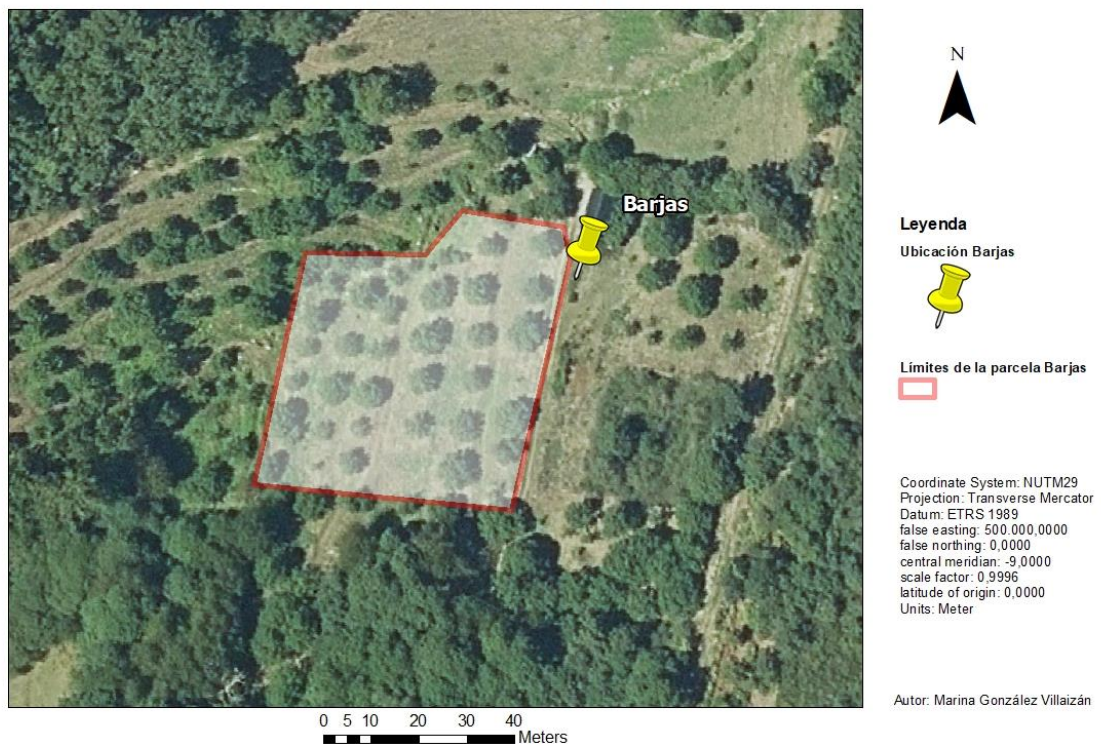 N
Barjas
Leyenda
Ubicación Barjas
Límites de la parcela Barjas
Coordinate System: NUTM29
Projection: Transverse Mercator
Datum: ETRS 1989
false easting: 500.000,0000
false northing: 0,0000
central meridian: -9,0000
scale factor: 0,9996
latitude of origin: 0,0000
Units: Meter
Autor: Marina González Villaizán
0 5 10 20 30 40
Meters